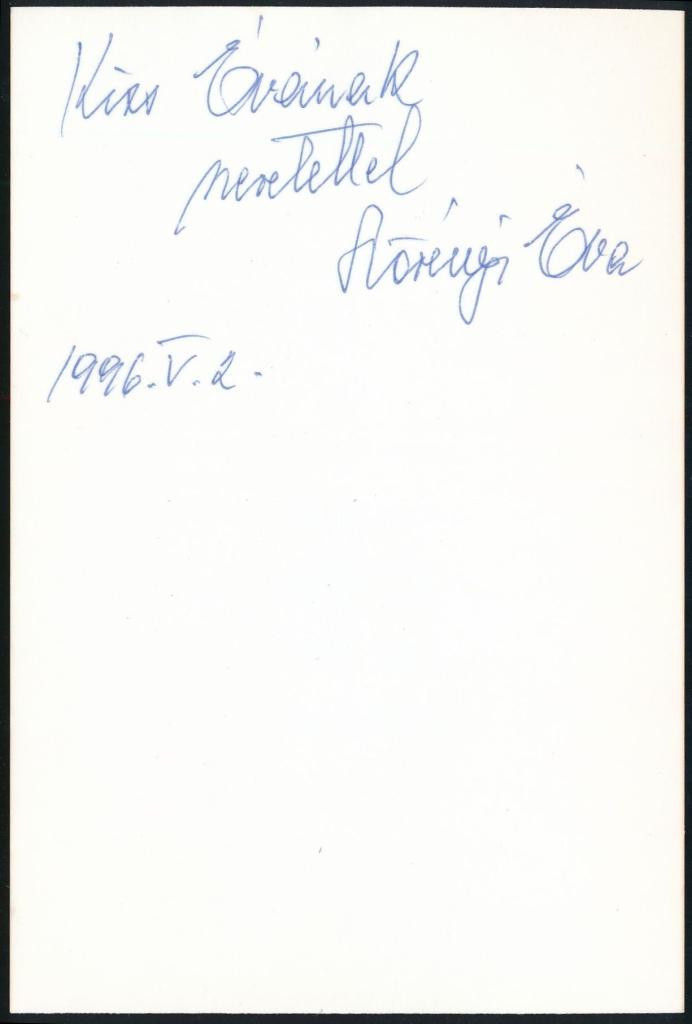 Kiss Évának
szeretettel
Szörényi Éva
1996. V. 2.